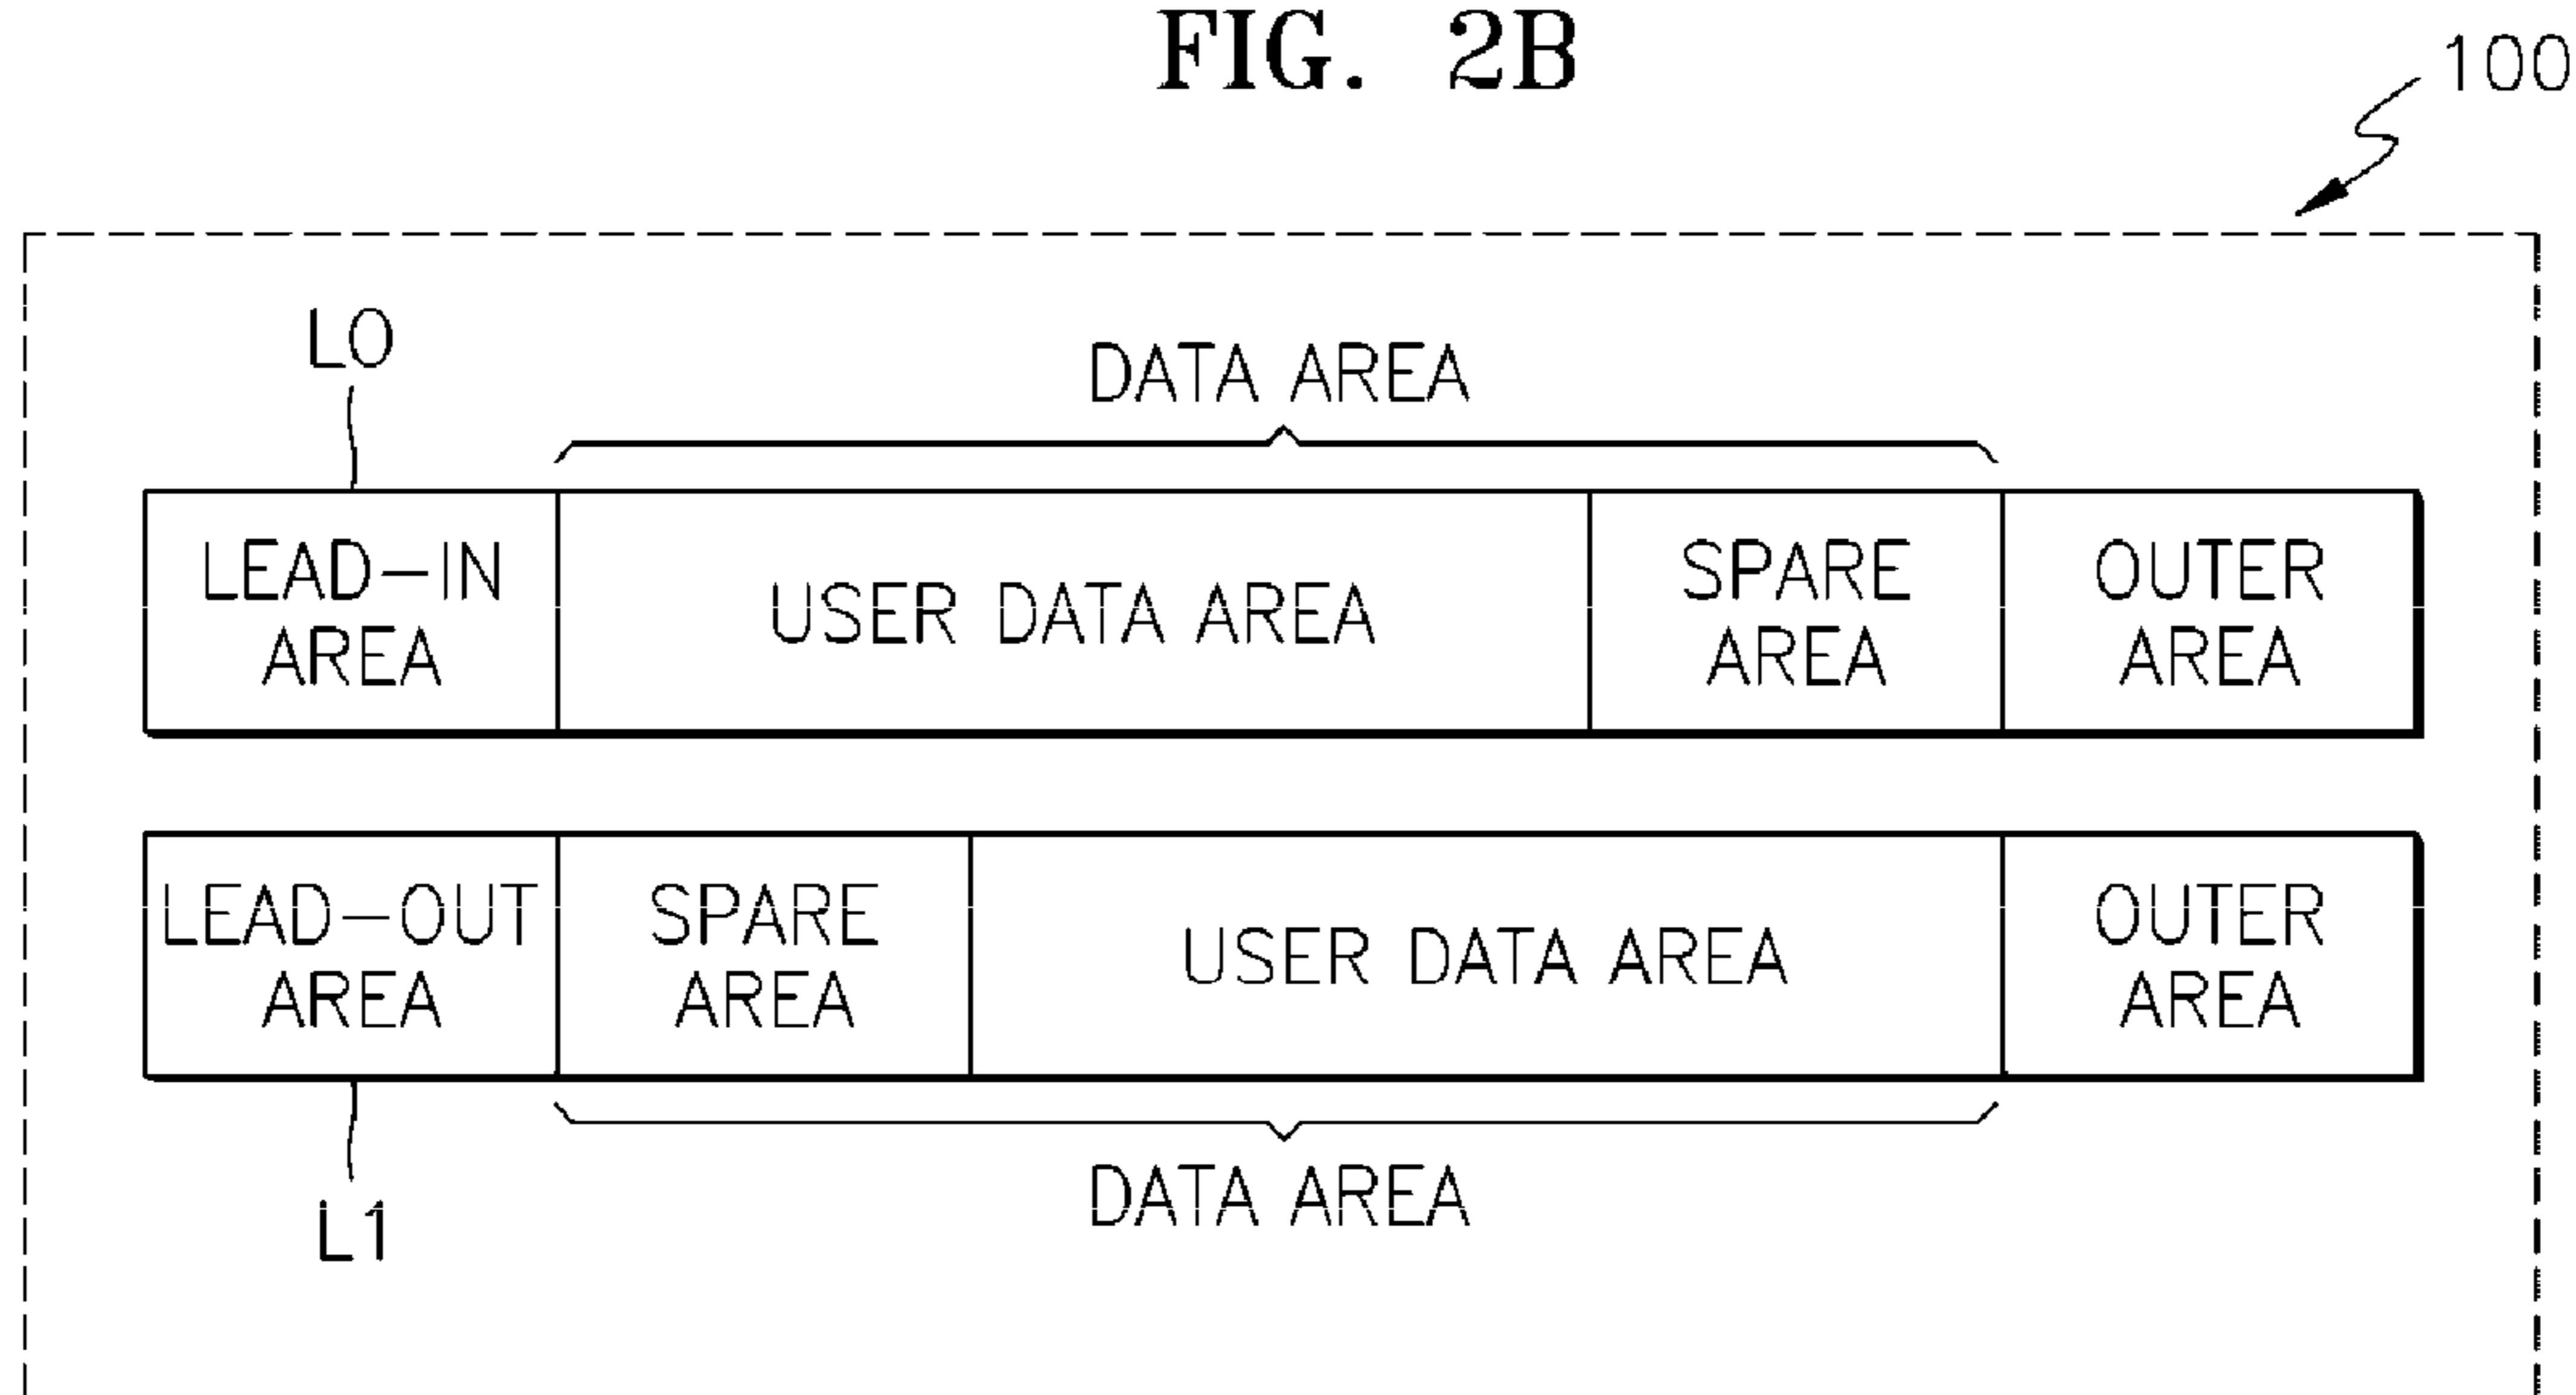 FIG. 2B
100
L0
DATA AREA
LEAD-IN
AREA
USER DATA AREA
SPARE
AREA
OUTER
AREA
LEAD-OUT
AREA
SPARE
AREA
USER DATA AREA
OUTER
AREA
DATA AREA
L1